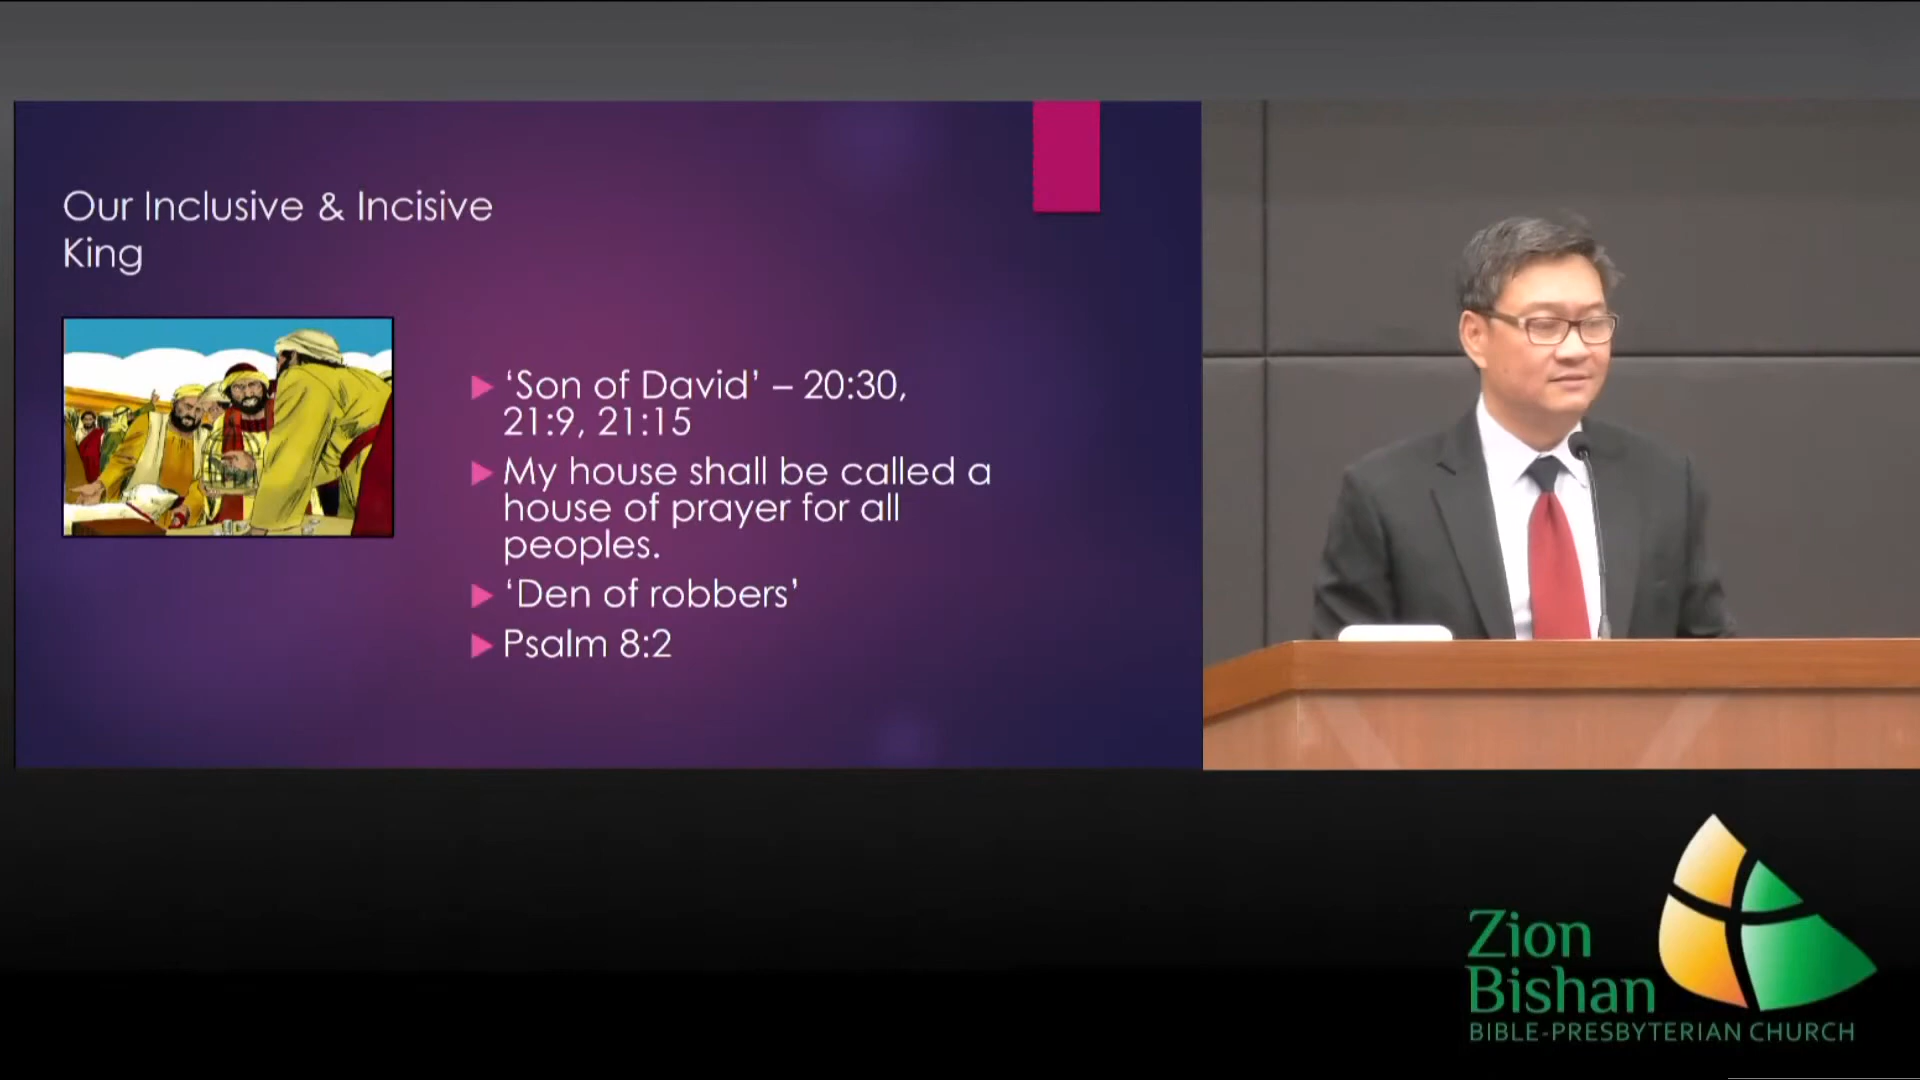 Our Inclusive & Incisive
King
‘Son of David’ – 20:30,
21:9, 21:15
My house shall be called a
house of prayer for all
peoples.
‘Den of robbers’
Psalm 8:2
Zion
Bishan
BIBLE-PRESBYTERIAN CHURCH